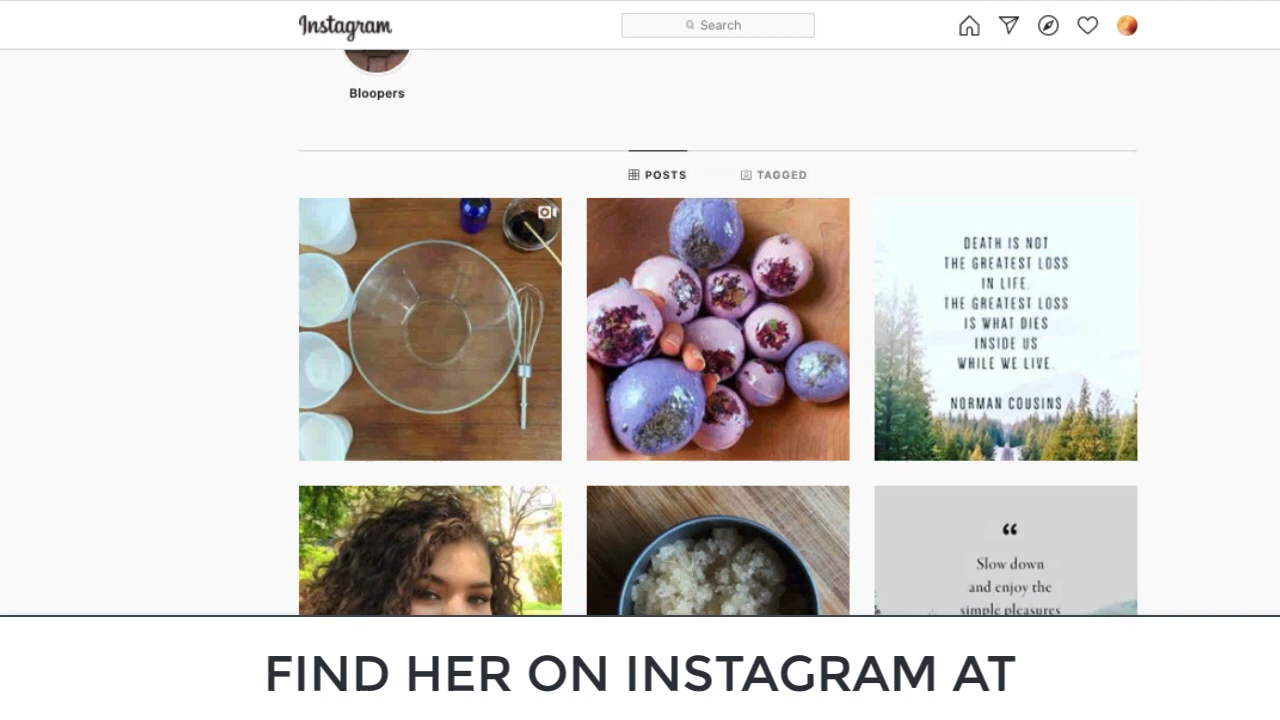 Instagram
Search
Bloopers
POSTS
TAGGED
DEATH IS NOT
THE GREATEST LOSS
IN LIFE.
THE GREATEST LOSS
IS WHAT DIES
INSIDE US
WHILE WE LIVE.
NORMAN COUSINS
“
Slow down
and enjoy the
simple pleasures
FIND HER ON INSTAGRAM AT